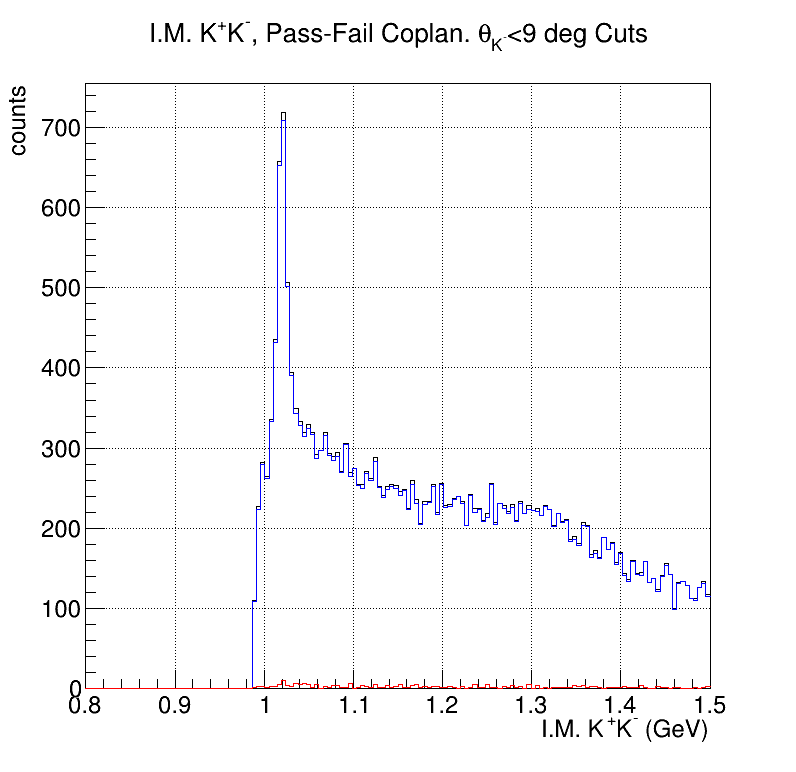 I.M. K⁺K⁻, Pass-Fail Coplan. θ_K⁻<9 deg Cuts
counts
700
600
500
400
300
200
100
0
0.8 0.9 1 1.1 1.2 1.3 1.4 1.5
I.M. K⁺K⁻ (GeV)